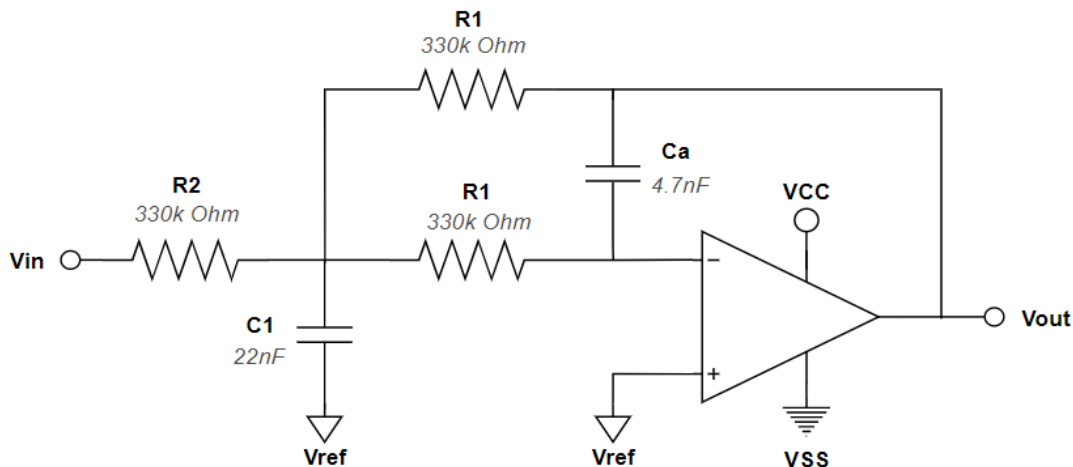 R1
330k Ohm
Ca
4.7nF
VCC
R2
330k Ohm
R1
330k Ohm
Vin
−
Vout
C1
22nF
+
Vref
Vref
VSS